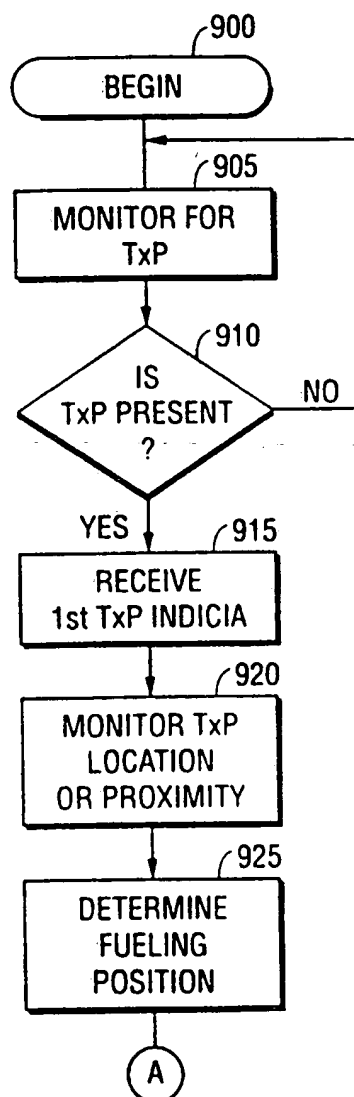 900
BEGIN
905
MONITOR FOR
TxP
910
IS
TxP PRESENT
?
NO
YES
915
RECEIVE
1st TxP INDICIA
920
MONITOR TxP
LOCATION
OR PROXIMITY
925
DETERMINE
FUELING
POSITION
A